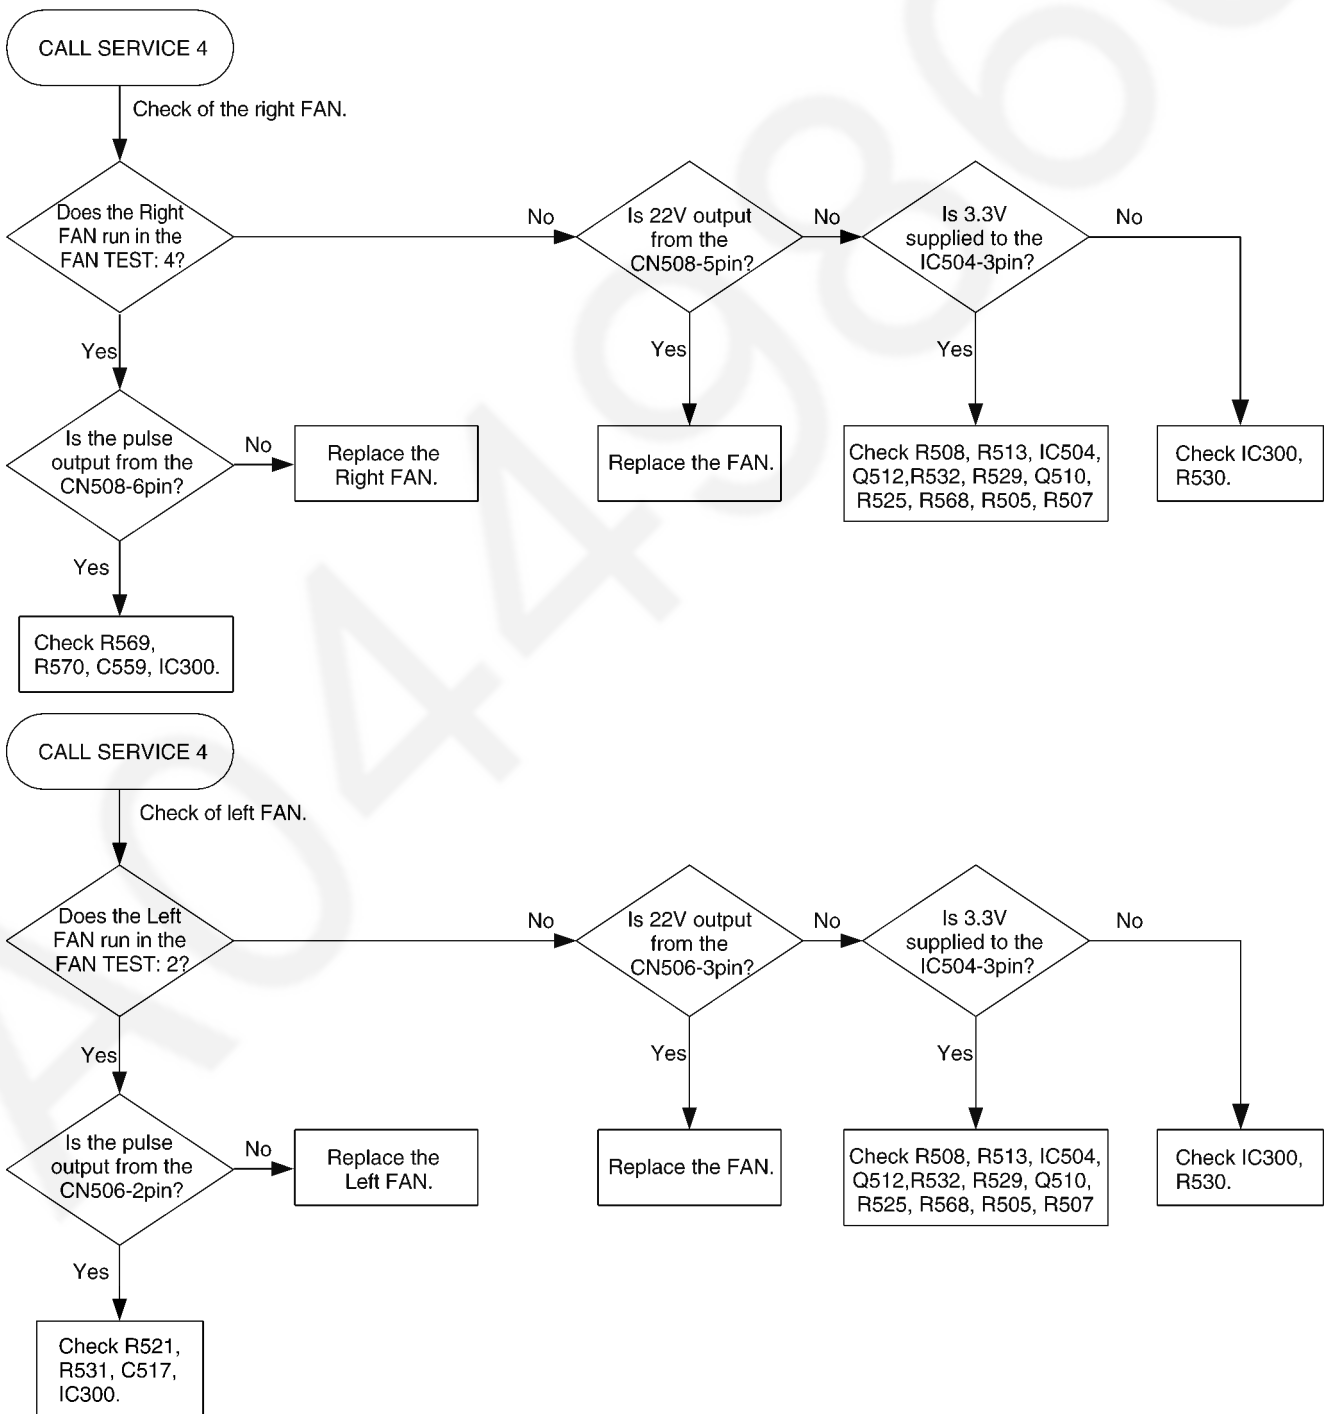 CALL SERVICE 4
Check of the right FAN.
Does the Right
FAN run in the
FAN TEST: 4?
No
Is 22V output
from the
CN508-5pin?
No
Is 3.3V
supplied to the
IC504-3pin?
No
Yes
Yes
Yes
Is the pulse
output from the
CN508-6pin?
No
Replace the
Right FAN.
Replace the FAN.
Check R508, R513, IC504,
Q512,R532, R529, Q510,
R525, R568, R505, R507
Check IC300,
R530.
Yes
Check R569,
R570, C559, IC300.
CALL SERVICE 4
Check of left FAN.
Does the Left
FAN run in the
FAN TEST: 2?
No
Is 22V output
from the
CN506-3pin?
No
Is 3.3V
supplied to the
IC504-3pin?
No
Yes
Yes
Yes
Is the pulse
output from the
CN506-2pin?
No
Replace the
Left FAN.
Replace the FAN.
Check R508, R513, IC504,
Q512,R532, R529, Q510,
R525, R568, R505, R507
Check IC300,
R530.
Yes
Check R521,
R531, C517,
IC300.